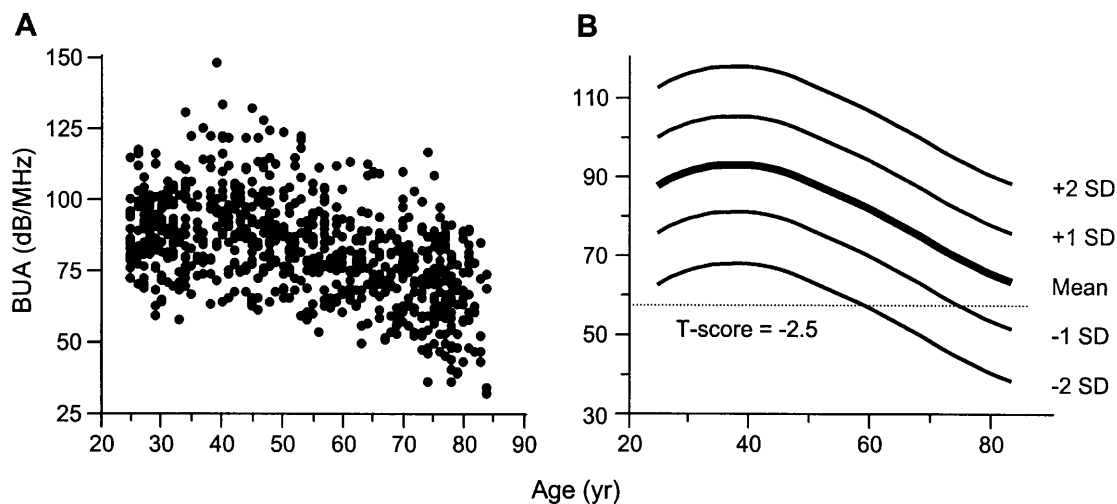 A
B
BUA (dB/MHz)
150
125
100
75
50
25
20 30 40 50 60 70 80 90
110
90
70
50
30
20 40 60 80
+2 SD
+1 SD
Mean
-1 SD
-2 SD
T-score = -2.5
Age (yr)